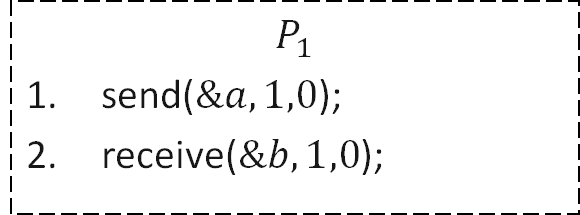 P₁
1. send(&a, 1,0);
2. receive(&b, 1,0);